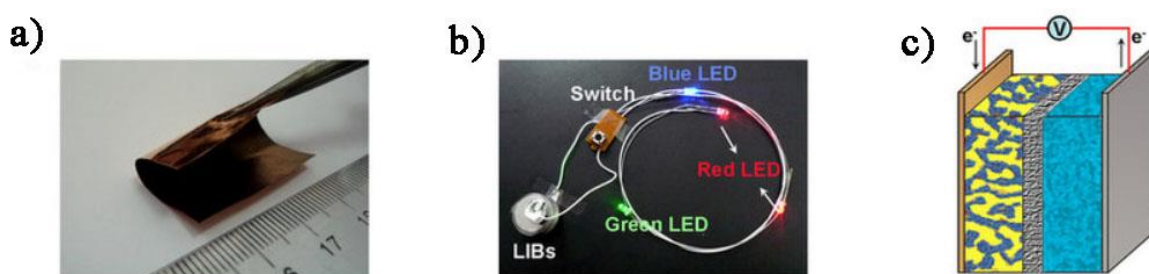 a)
b)
c)
Blue LED
Switch
Red LED
Green LED
LIBs
V
e-
e-
17